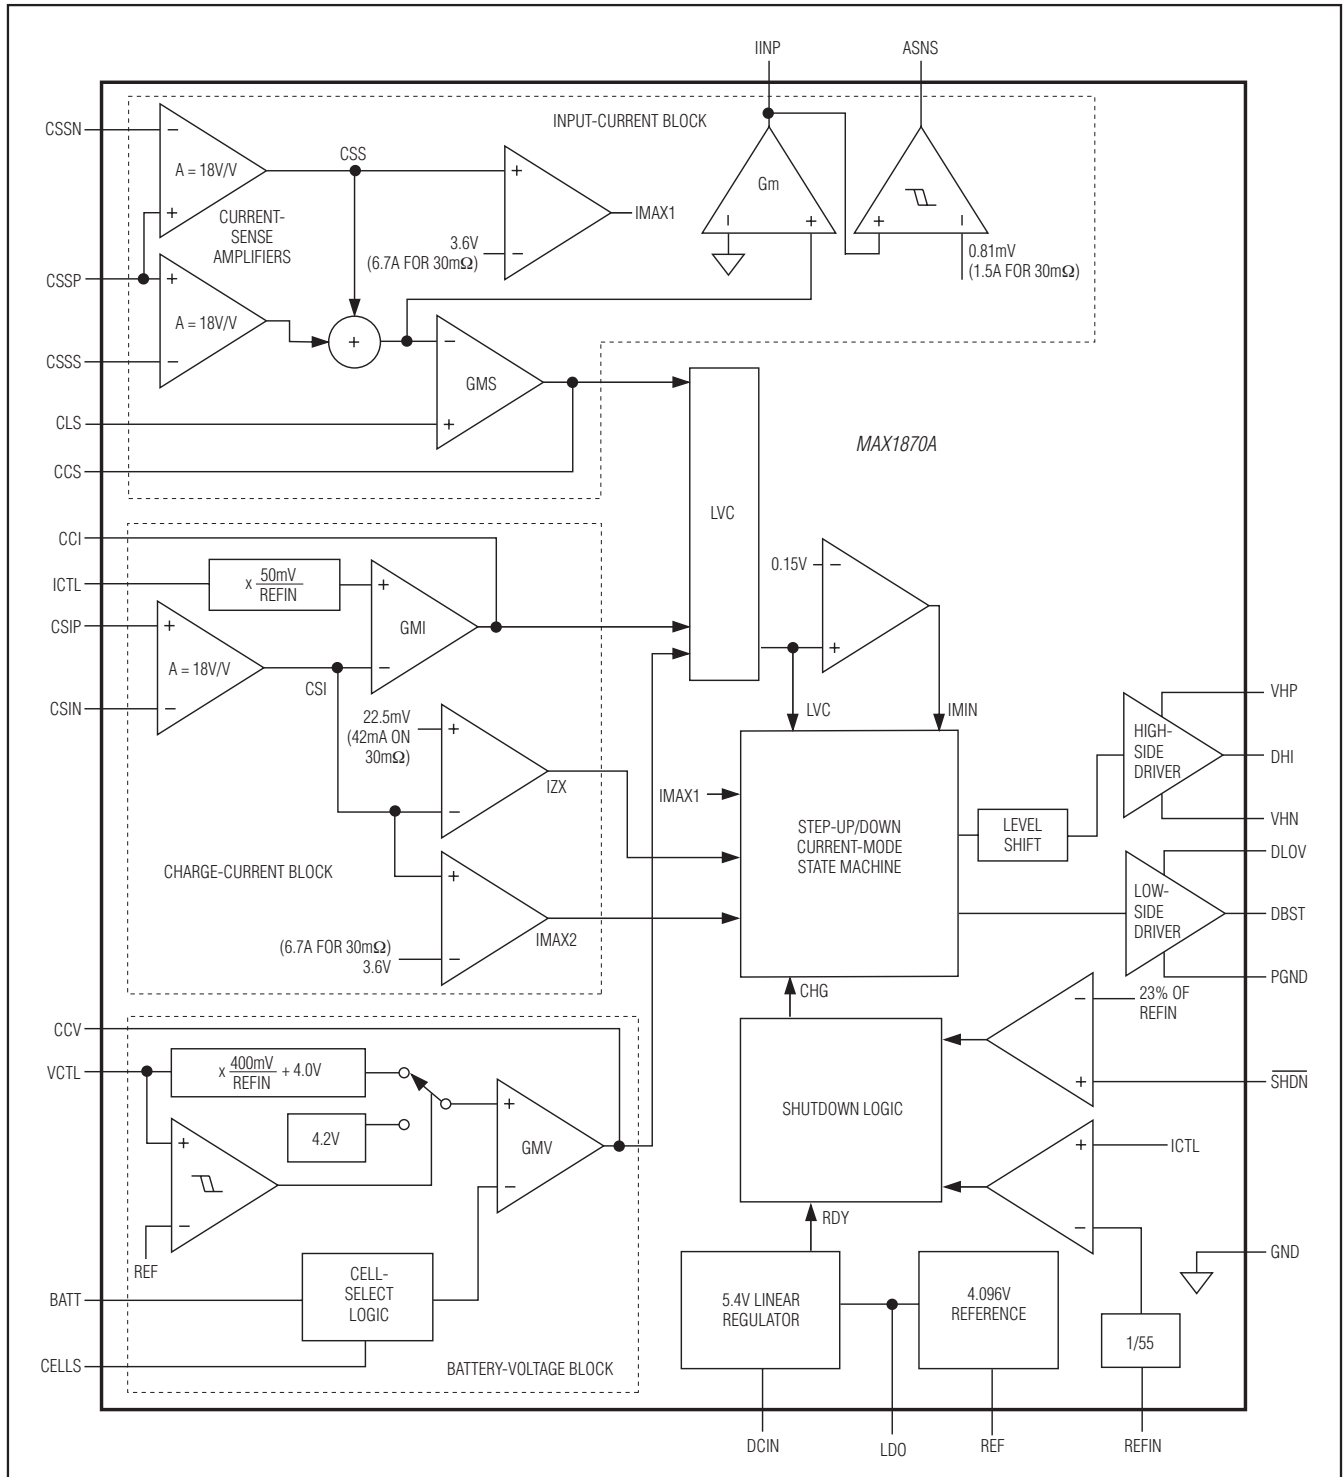 IINP
ASNS
CSSN
INPUT-CURRENT BLOCK
−
A = 18V/V
+
CSS
+
IMAX1
Gm
−
+
+
−
CURRENT-
SENSE
AMPLIFIERS
3.6V
(6.7A FOR 30mΩ)
−
0.81mV
(1.5A FOR 30mΩ)
CSSP
+
A = 18V/V
−
+
CSSS
−
GMS
+
CLS
CCS
MAX1870A
LVC
CCI
ICTL
x 50mV
REFIN
+
GMI
−
0.15V
−
+
CSIP
+
A = 18V/V
−
CSI
CSIN
LVC
IMIN
22.5mV
(42mA ON
30mΩ)
+
−
IZX
VHP
HIGH-
SIDE
DRIVER
DHI
VHN
IMAX1
STEP-UP/DOWN
CURRENT-MODE
STATE MACHINE
LEVEL
SHIFT
DLOV
CHARGE-CURRENT BLOCK
+
−
IMAX2
(6.7A FOR 30mΩ)
3.6V
LOW-
SIDE
DRIVER
DBST
PGND
CHG
−
23% OF
REFIN
CCV
VCTL
x 400mV
REFIN
+ 4.0V
+
SHDN
4.2V
+
GMV
−
SHUTDOWN LOGIC
+
ICTL
+
−
REF
−
RDY
GND
BATT
CELL-
SELECT
LOGIC
5.4V LINEAR
REGULATOR
4.096V
REFERENCE
1/55
CELLS
BATTERY-VOLTAGE BLOCK
DCIN
LDO
REF
REFIN